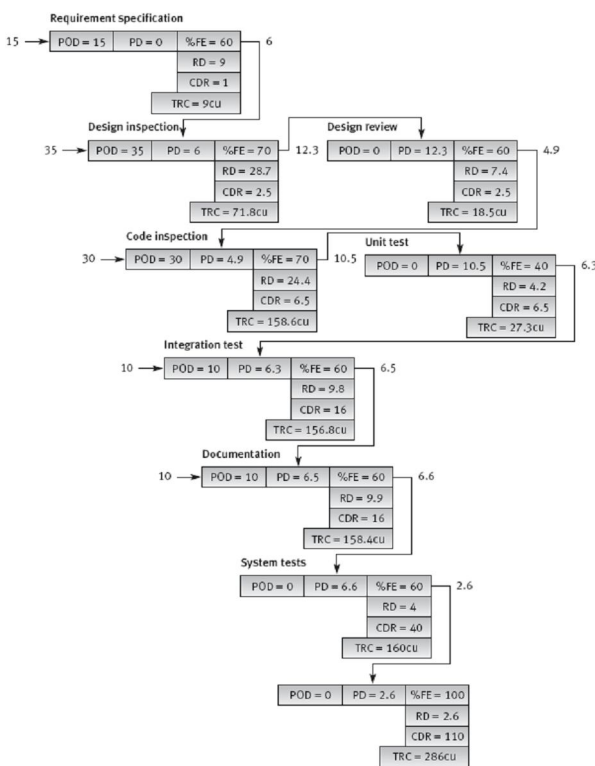 Requirement specification
15 POD = 15 PD = 0 %FE = 60 6
RD = 9
CDR = 1
TRC = 9cu
Design inspection
35 POD = 35 PD = 6 %FE = 70 12.3
RD = 28.7
CDR = 2.5
TRC = 71.8cu
Design review
POD = 0 PD = 12.3 %FE = 60 4.9
RD = 7.4
CDR = 2.5
TRC = 18.5cu
Code inspection
30 POD = 30 PD = 4.9 %FE = 70 10.5
RD = 24.4
CDR = 6.5
TRC = 158.6cu
Unit test
POD = 0 PD = 10.5 %FE = 40 6.3
RD = 4.2
CDR = 6.5
TRC = 27.3cu
Integration test
10 POD = 10 PD = 6.3 %FE = 60 6.5
RD = 9.8
CDR = 16
TRC = 156.8cu
Documentation
10 POD = 10 PD = 6.5 %FE = 60 6.6
RD = 9.9
CDR = 16
TRC = 158.4cu
System tests
POD = 0 PD = 6.6 %FE = 60 2.6
RD = 4
CDR = 40
TRC = 160cu
POD = 0 PD = 2.6 %FE = 100
RD = 2.6
CDR = 110
TRC = 286cu